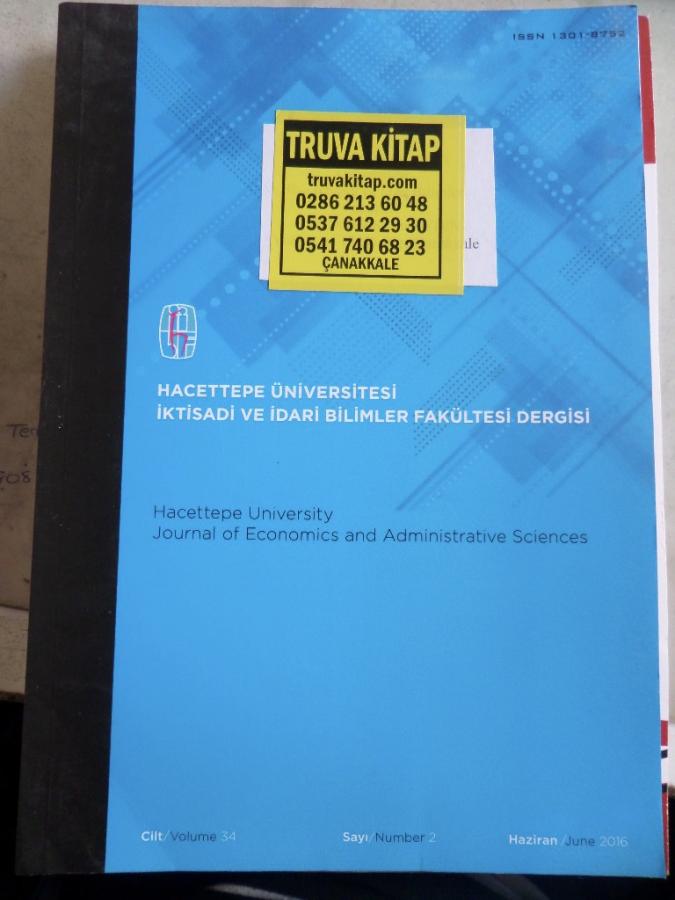 ISSN 1301-8752
TRUVA KİTAP
truvakitap.com
0286 213 60 48
0537 612 29 30
0541 740 68 23
ÇANAKKALE
HACETTEPE ÜNİVERSİTESİ
İKTİSADİ VE İDARİ BİLİMLER FAKÜLTESİ DERGİSİ
Hacettepe University
Journal of Economics and Administrative Sciences
Cilt/Volume 34 Sayı/Number 2 Haziran/June 2016